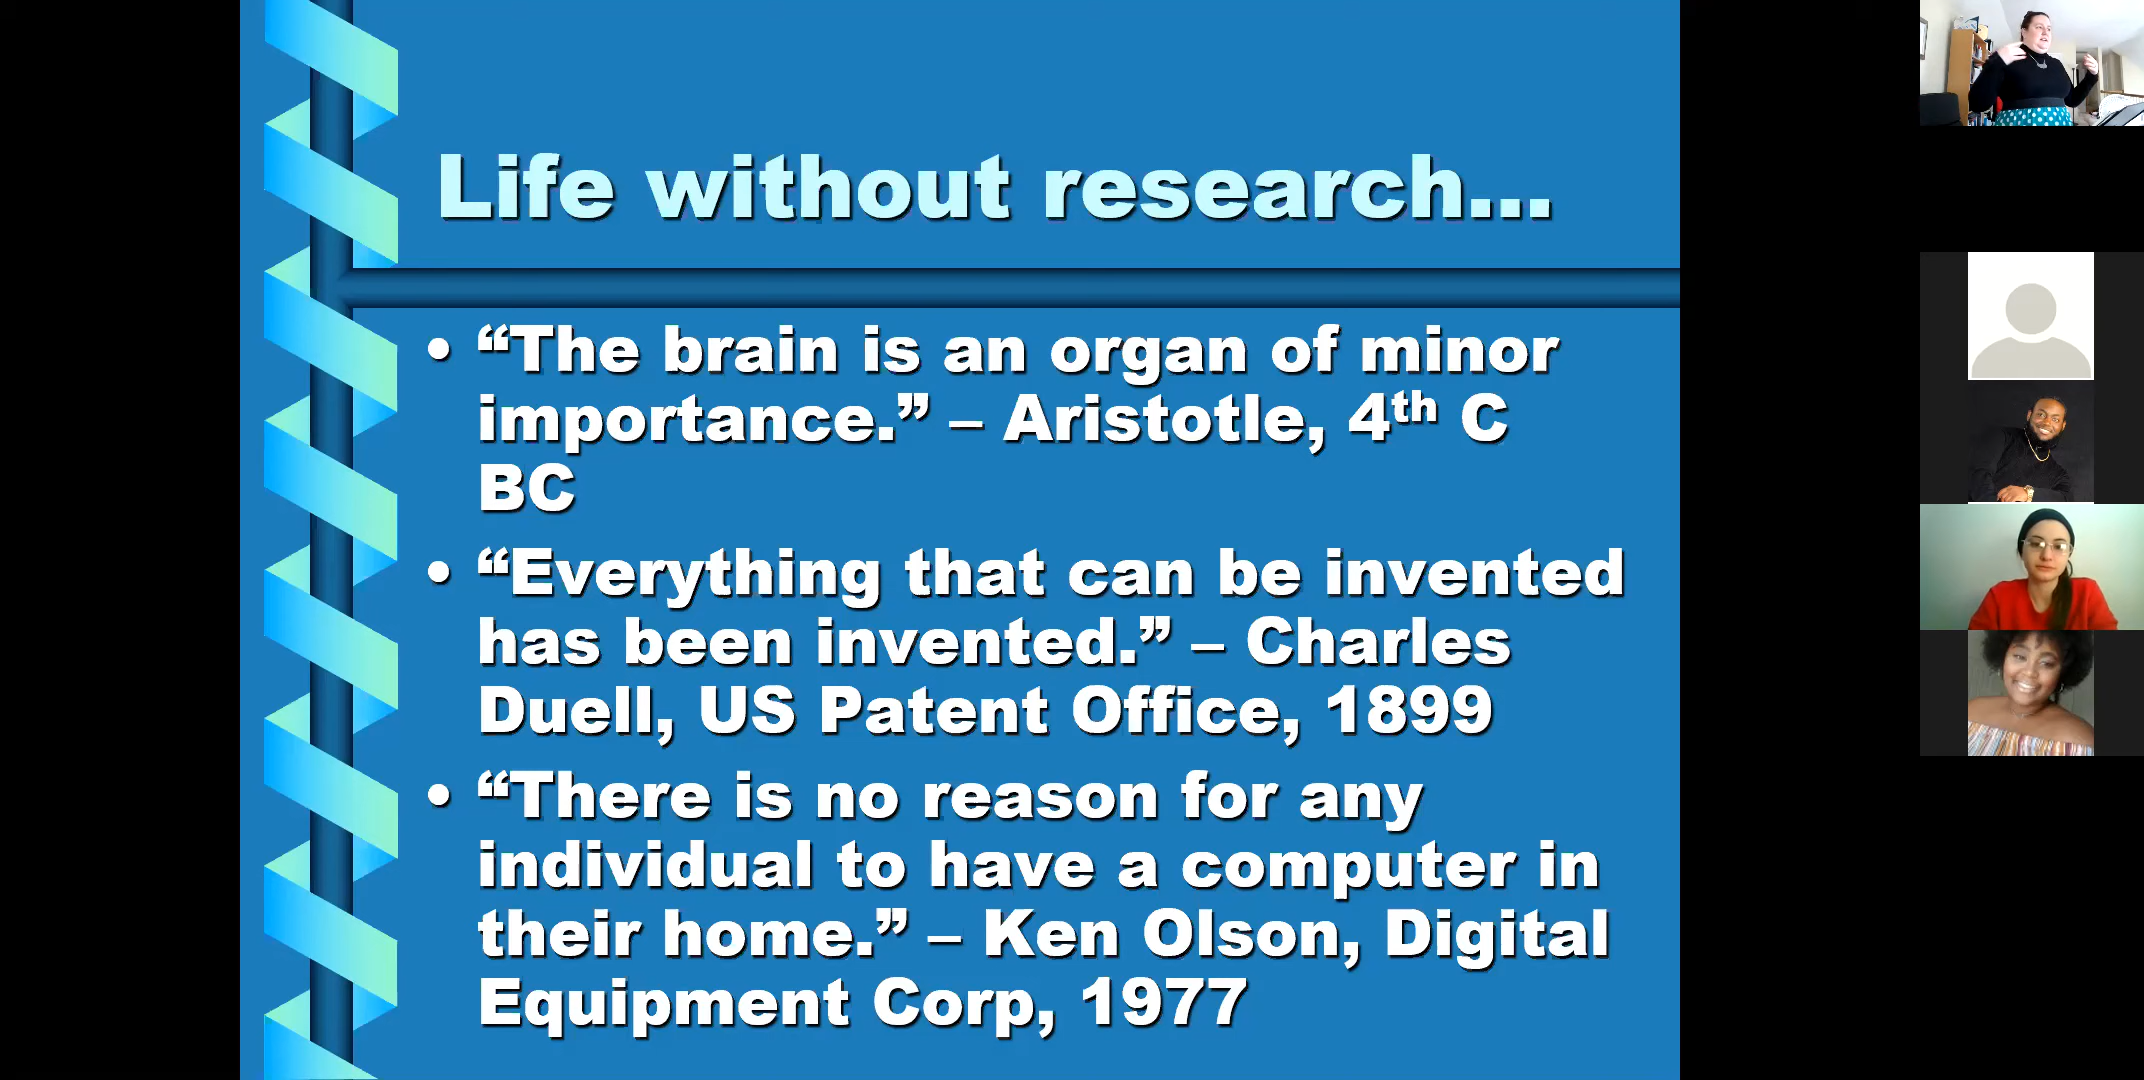 Life without research...
• “The brain is an organ of minor
importance.” – Aristotle, 4th C
BC
• “Everything that can be invented
has been invented.” – Charles
Duell, US Patent Office, 1899
• “There is no reason for any
individual to have a computer in
their home.” – Ken Olson, Digital
Equipment Corp, 1977